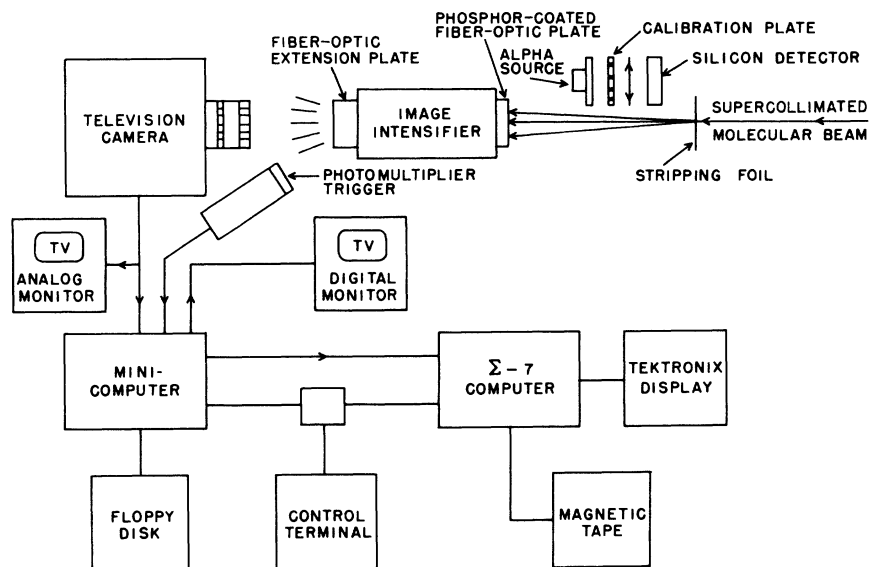 PHOSPHOR-COATED
FIBER-OPTIC PLATE
CALIBRATION PLATE
FIBER-OPTIC
EXTENSION PLATE
ALPHA
SOURCE
SILICON DETECTOR
TELEVISION
CAMERA
IMAGE
INTENSIFIER
SUPERCOLLIMATED
MOLECULAR BEAM
STRIPPING FOIL
PHOTOMULTIPLIER
TRIGGER
TV
ANALOG
MONITOR
TV
DIGITAL
MONITOR
MINI-
COMPUTER
Σ-7
COMPUTER
TEKTRONIX
DISPLAY
FLOPPY
DISK
CONTROL
TERMINAL
MAGNETIC
TAPE